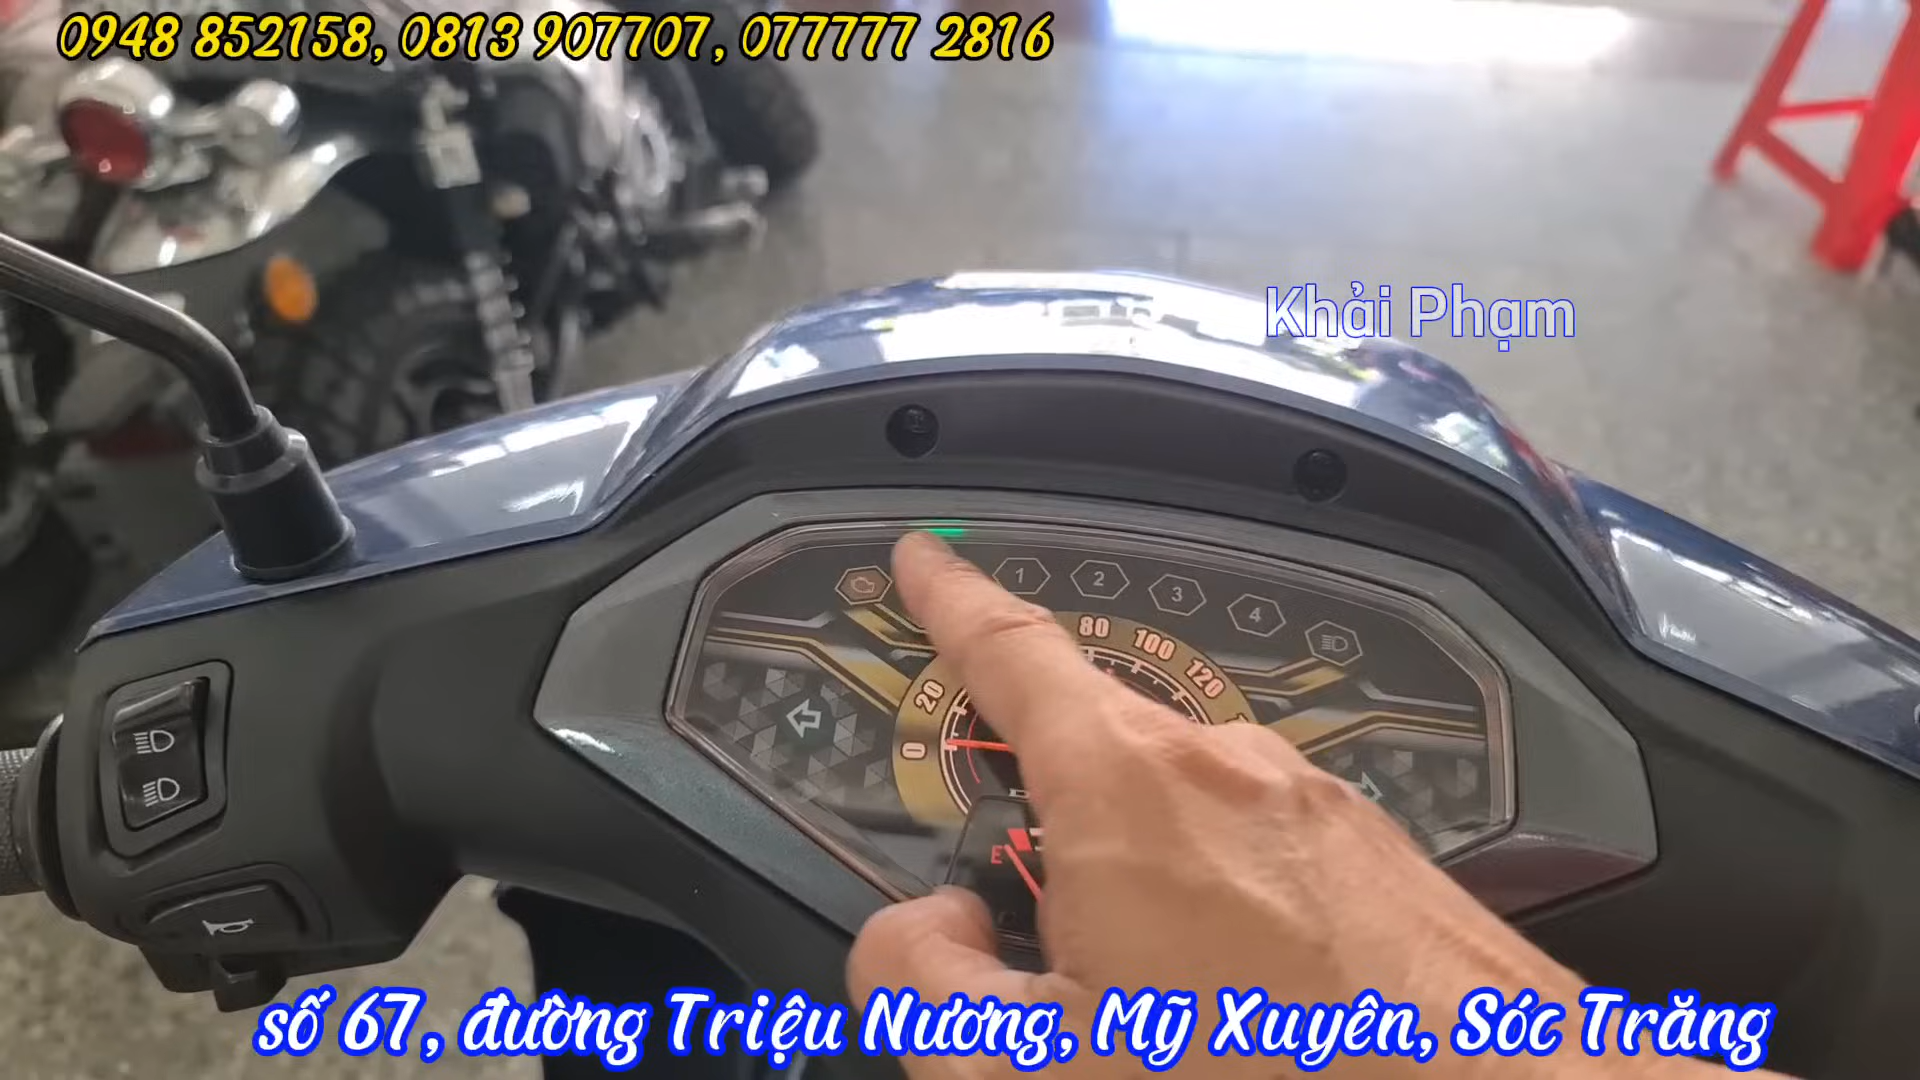 0948 852158, 0813 907707, 077777 2816
Khải Phạm
1 2 3 4
80 100 120
20
0
E
số 67, đường Triệu Nương, Mỹ Xuyên, Sóc Trăng